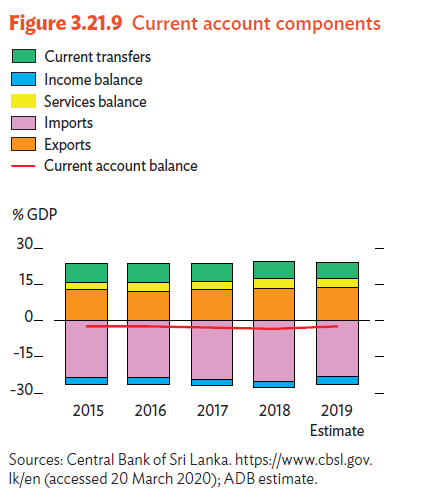 Figure 3.21.9 Current account components
Current transfers
Income balance
Services balance
Imports
Exports
Current account balance
% GDP
30
15
0
-15
-30
2015 2016 2017 2018 2019
Estimate
Sources: Central Bank of Sri Lanka. https://www.cbsl.gov.
lk/en (accessed 20 March 2020); ADB estimate.